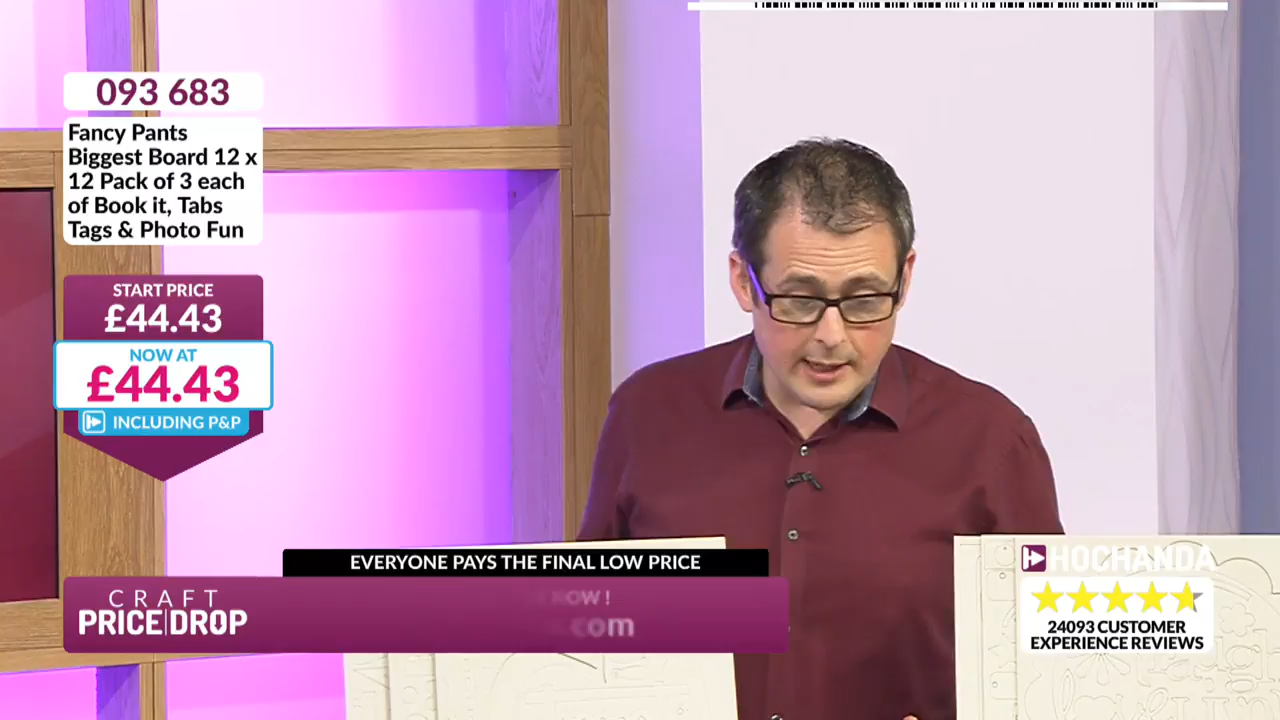 093 683
Fancy Pants
Biggest Board 12 x
12 Pack of 3 each
of Book it, Tabs
Tags & Photo Fun
START PRICE
£44.43
NOW AT
£44.43
INCLUDING P&P
EVERYONE PAYS THE FINAL LOW PRICE
CRAFT
PRICE DROP
NOW!
.com
HOCHANDA
24093 CUSTOMER
EXPERIENCE REVIEWS